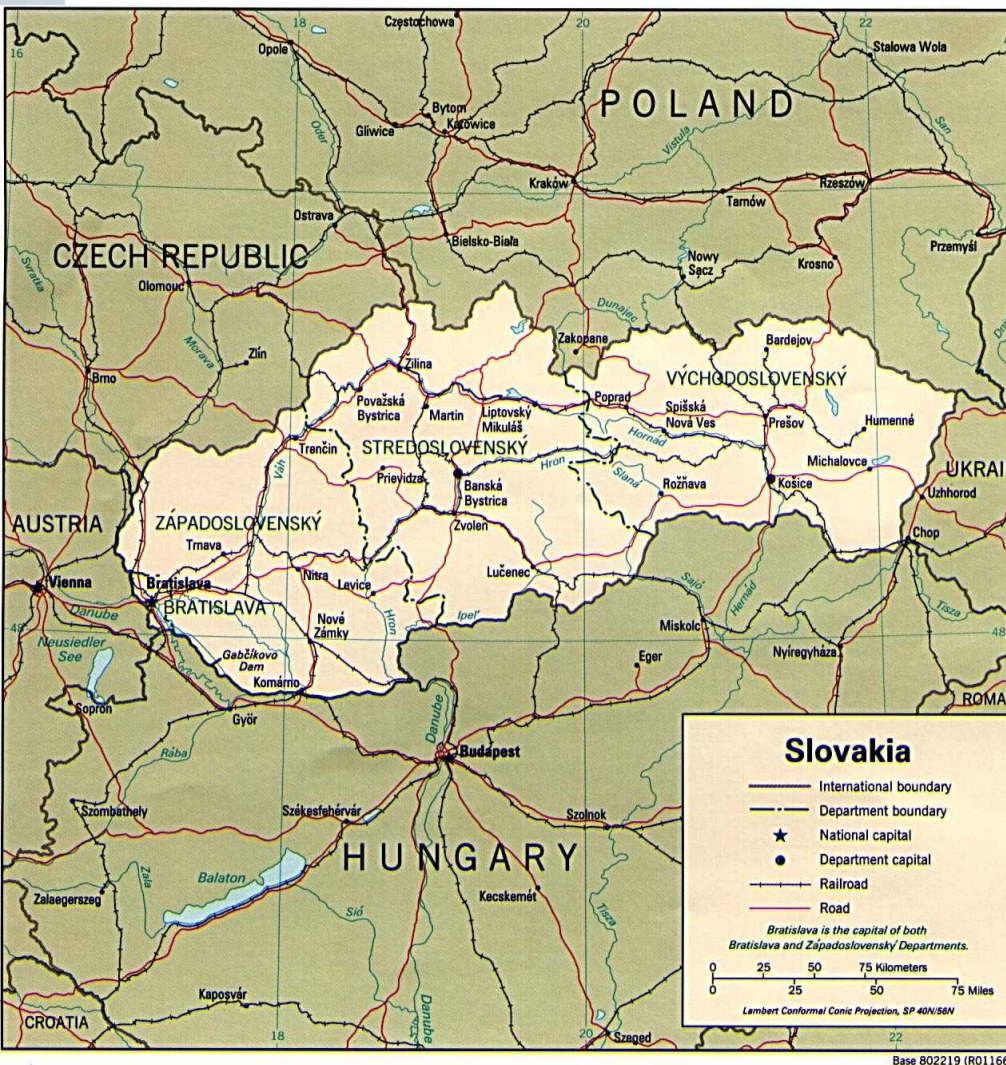 16
18
20
22
Częstochowa
Opole
Stalowa Wola
POLAND
Bytom
Gliwice
Katowice
Oder
Vistula
San
Kraków
Tarnów
Rzeszów
Ostrava
Bielsko-Biała
Przemyśl
CZECH REPUBLIC
Nowy
Sącz
Krosno
Svratka
Olomouc
Dunajec
Zakopane
Bardejov
Morava
Zlín
Brno
Žilina
VÝCHODOSLOVENSKÝ
Považská
Bystrica
Martin
Liptovský
Mikuláš
Poprad
Spišská
Nová Ves
Prešov
Humenné
Trenčín
STREDOSLOVENSKÝ
Hornád
Váh
Prievidza
Hron
Slaná
Michalovce
UKRAI
Banská
Bystrica
Rožňava
Košice
Uzhhorod
AUSTRIA
ZÁPADOSLOVENSKÝ
Zvolen
Trnava
Chop
Vienna
Bratislava
Nitra
Levice
Lučenec
Sajó
Hernád
Tisza
Danube
BRATISLAVA
Hron
Ipeľ
Nové
Zámky
Miskolc
48
Neusiedler
See
Gabčíkovo
Dam
Eger
Nyíregyháza
Komárno
Sopron
Győr
Danube
ROMA
Rába
Budapest
Szombathely
Székesfehérvár
Szolnok
HUNGARY
Zala
Balaton
Zalaegerszeg
Kecskemét
Sió
Tisza
Kaposvár
CROATIA
Danube
Szeged
18
20
22
Slovakia
International boundary
Department boundary
National capital
Department capital
Railroad
Road
Bratislava is the capital of both
Bratislava and Západoslovenský Departments.
0 25 50 75 Kilometers
0 25 50 75 Miles
Lambert Conformal Conic Projection, SP 40N/56N
Base 802219 (R01166